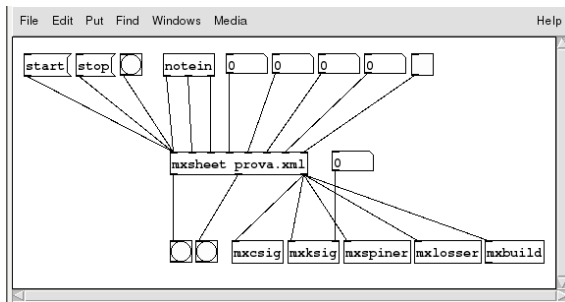 File Edit Put Find Windows Media Help
start stop notein 0 0 0 0
mxsheet prova.xml 0
mxcsig mxksig mxspiner mxlosser mxbuild